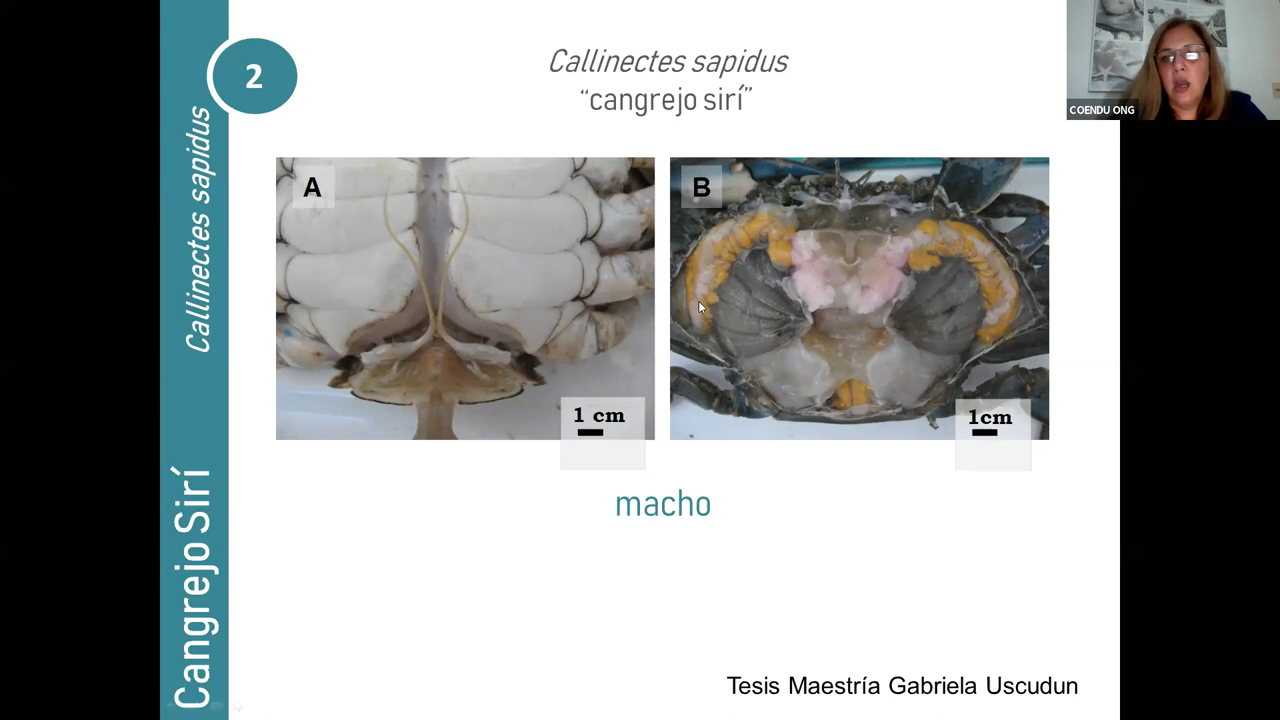 2
Callinectes sapidus
Cangrejo Sirí
Callinectes sapidus
“cangrejo sirí”
A
1 cm
B
1cm
macho
Tesis Maestría Gabriela Uscudun
COENDU ONG